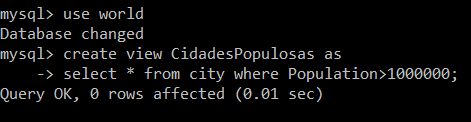 mysql> use world
Database changed
mysql> create view CidadesPopulosas as
    -> select * from city where Population>1000000;
Query OK, 0 rows affected (0.01 sec)